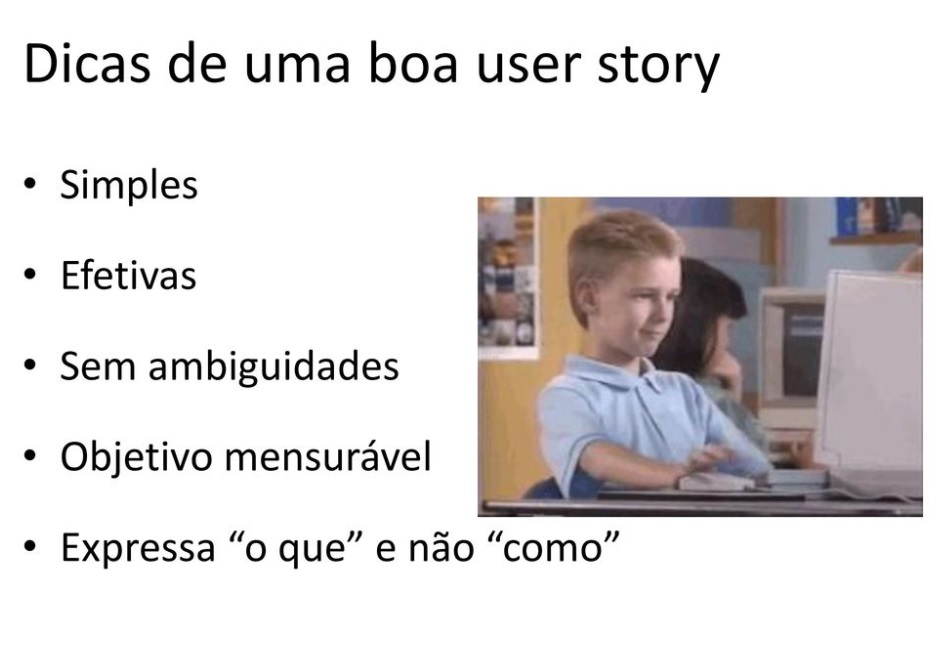 Dicas de uma boa user story
• Simples
• Efetivas
• Sem ambiguidades
• Objetivo mensurável
• Expressa “o que” e não “como”